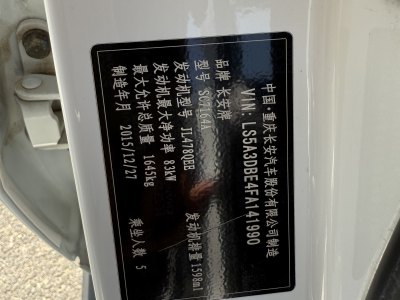 中国·重庆长安汽车股份有限公司制造
VIN: LS5A3DBE4FA141990
品牌 长安牌
型号 SC7164A
发动机型号 JL478QEE 发动机排量 1598ml
发动机最大净功率 83kW
最大允许总质量 1645kg
制造年月 2015/12/27 乘坐人数 5